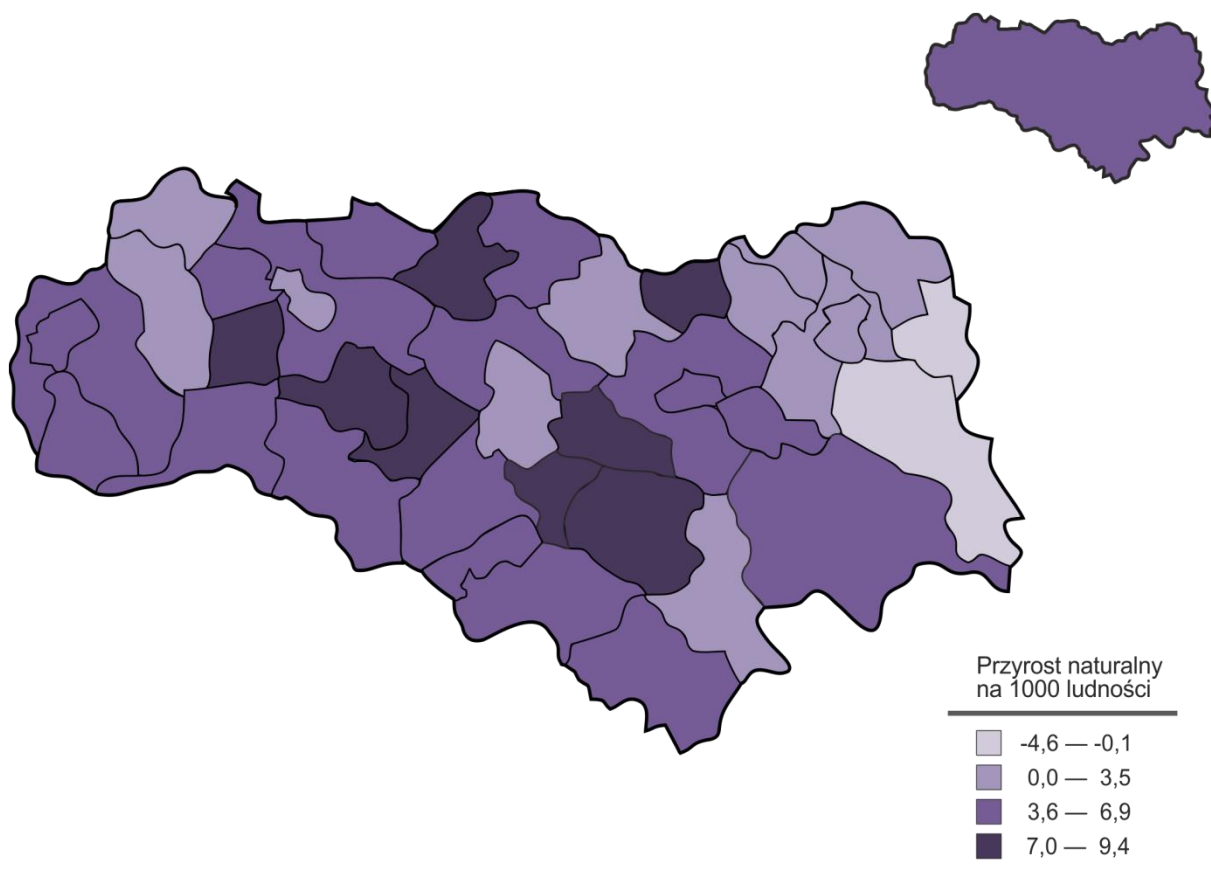 Przyrost naturalny
na 1000 ludności
-4,6 — -0,1
0,0 — 3,5
3,6 — 6,9
7,0 — 9,4